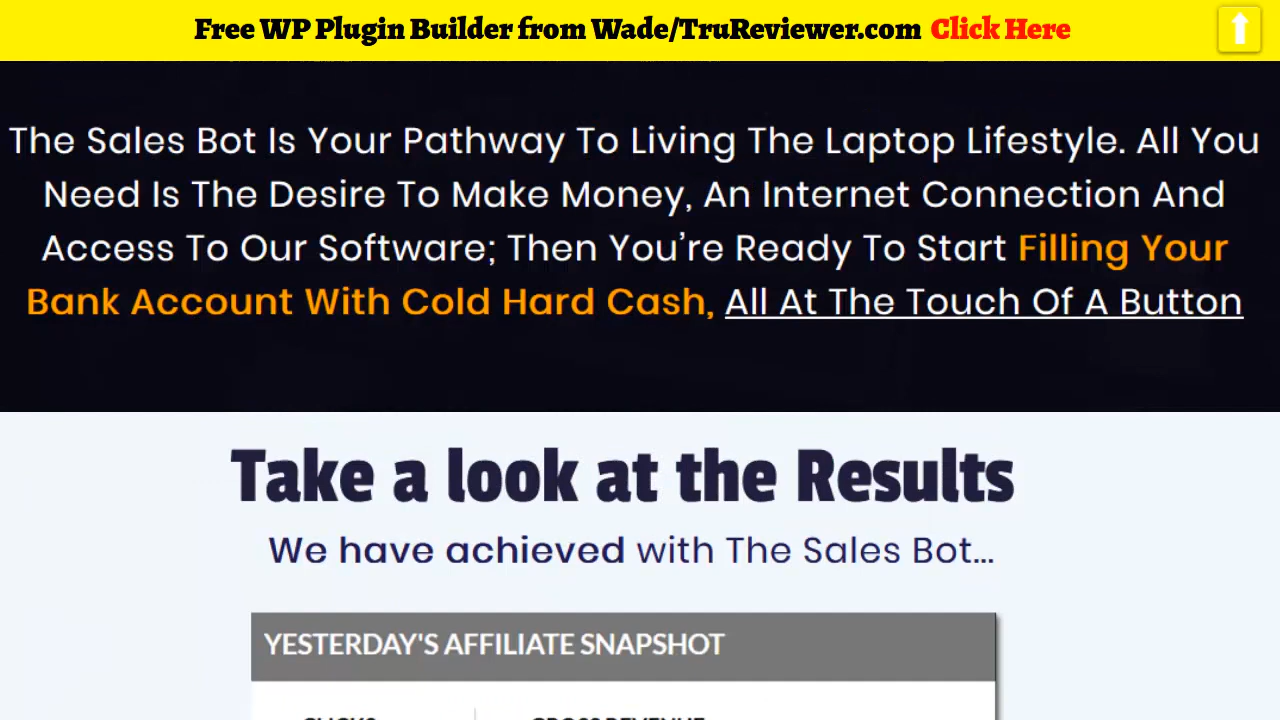 Free WP Plugin Builder from Wade/TruReviewer.com Click Here
The Sales Bot Is Your Pathway To Living The Laptop Lifestyle. All You
Need Is The Desire To Make Money, An Internet Connection And
Access To Our Software; Then You’re Ready To Start Filling Your
Bank Account With Cold Hard Cash, All At The Touch Of A Button
Take a look at the Results
We have achieved with The Sales Bot...
YESTERDAY'S AFFILIATE SNAPSHOT
CLICKS GROSS REVENUE